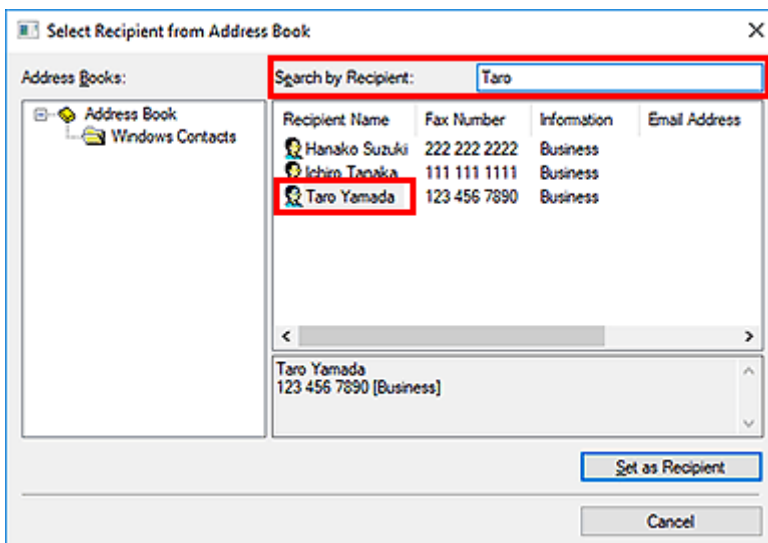 Select Recipient from Address Book
Address Books:
Search by Recipient: Taro
Address Book
Windows Contacts
Recipient Name Fax Number Information Email Address
Hanako Suzuki 222 222 2222 Business
Ichiro Tanaka 111 111 1111 Business
Taro Yamada 123 456 7890 Business
Taro Yamada
123 456 7890 [Business]
Set as Recipient
Cancel